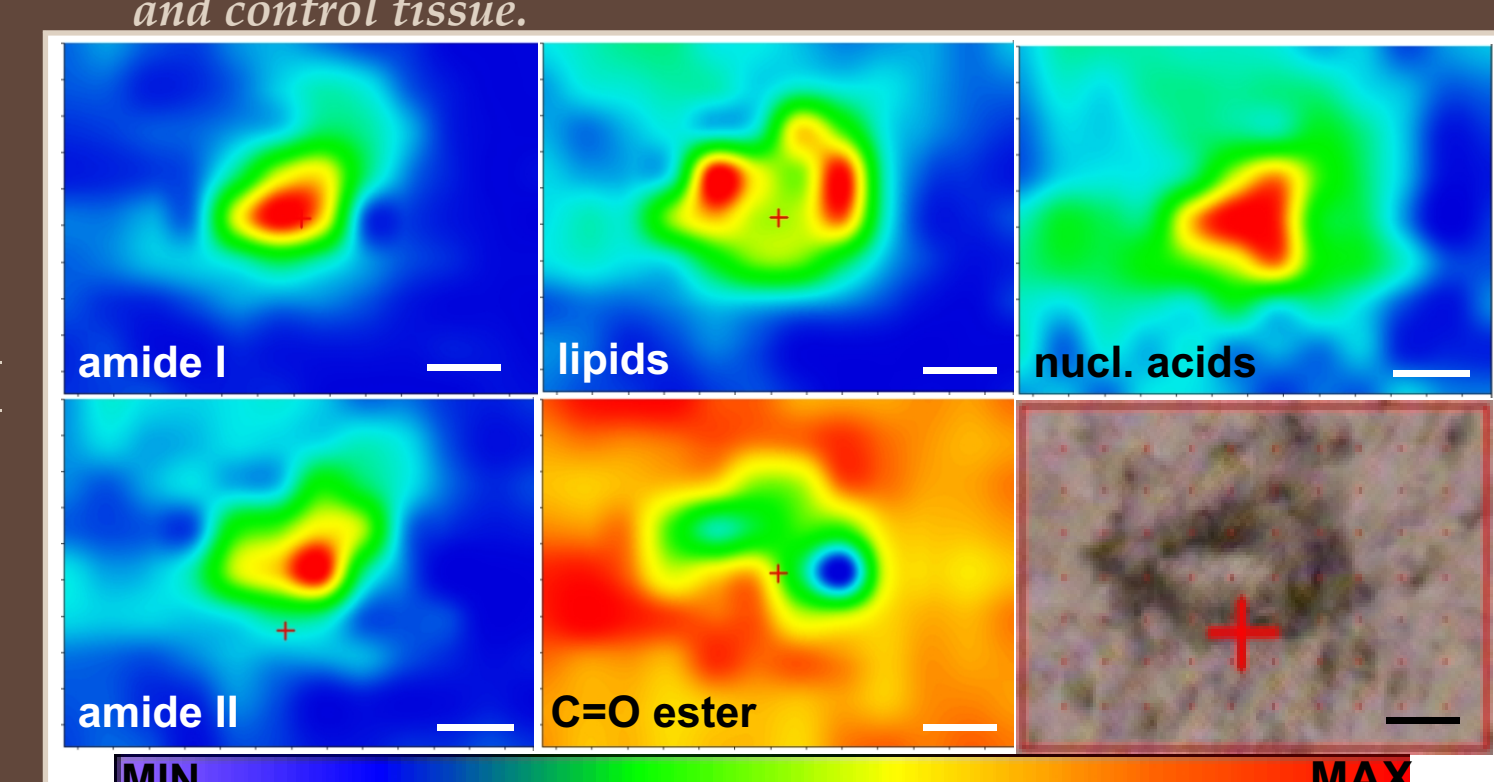 and control tissue.
amide I
lipids
nucl. acids
amide II
C=O ester
MIN
MAX